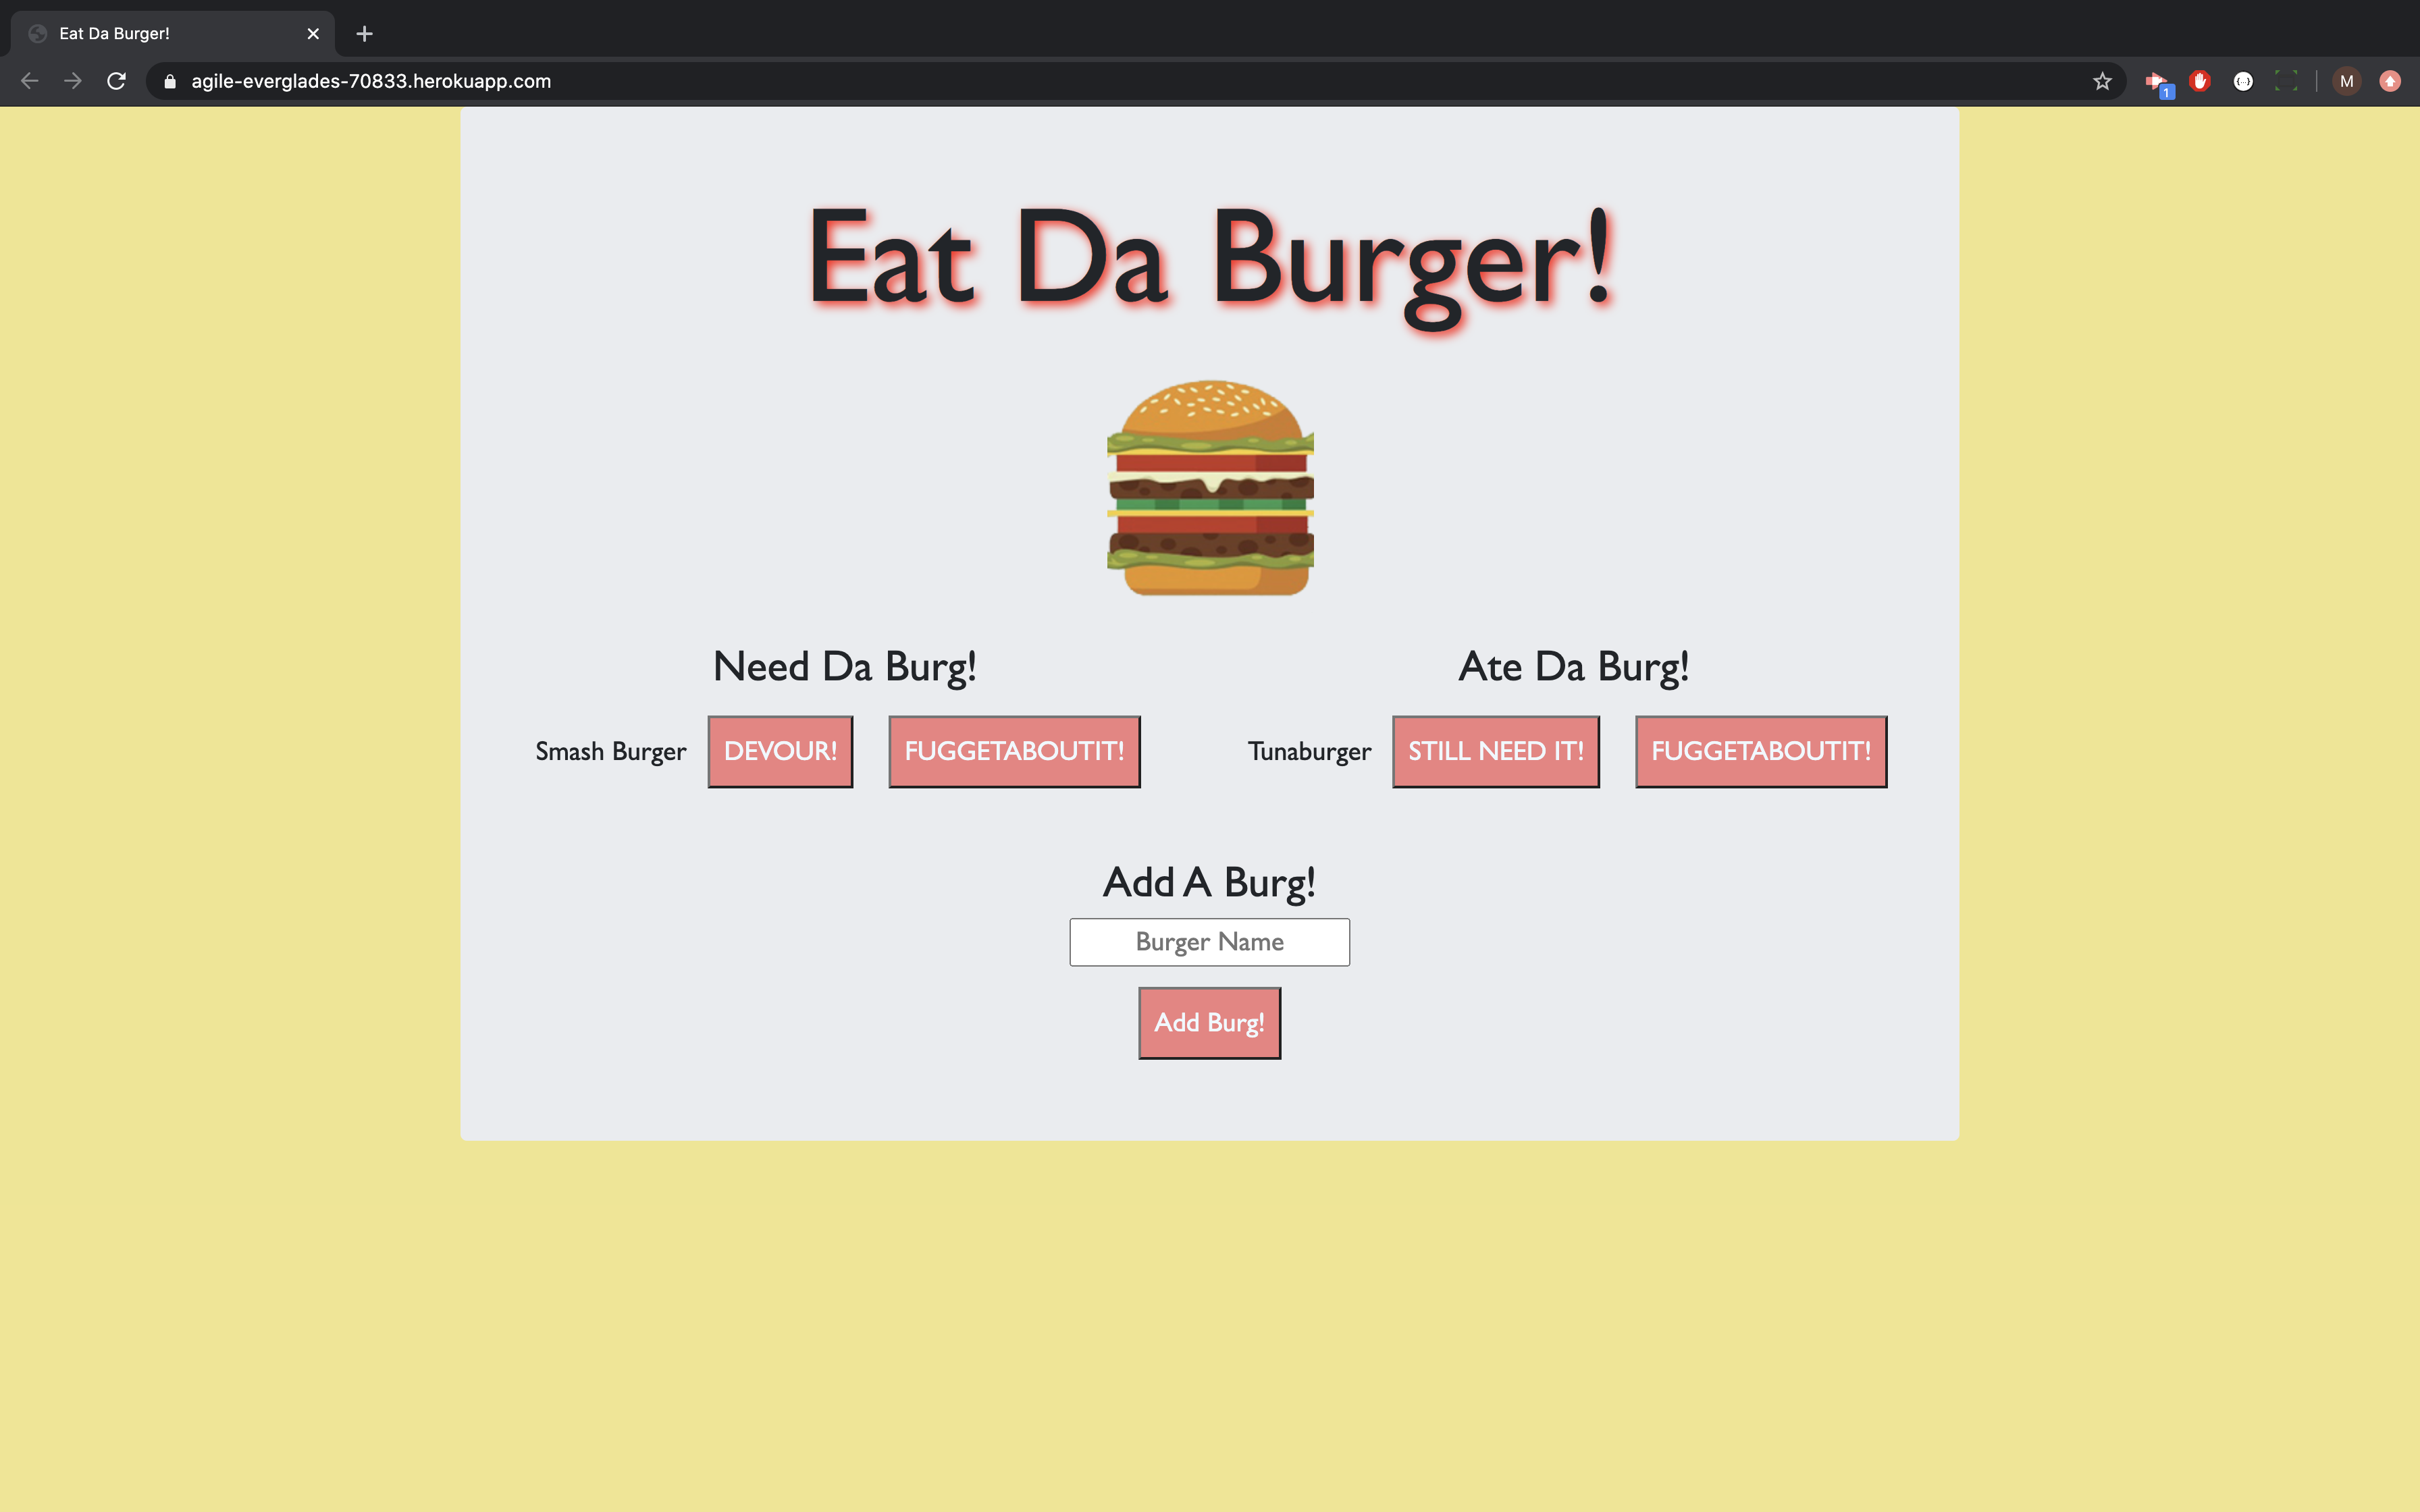 Eat Da Burger!
agile-everglades-70833.herokuapp.com
1
M
Eat Da Burger!
Need Da Burg!
Smash Burger DEVOUR! FUGGETABOUTIT!
Ate Da Burg!
Tunaburger STILL NEED IT! FUGGETABOUTIT!
Add A Burg!
Burger Name
Add Burg!